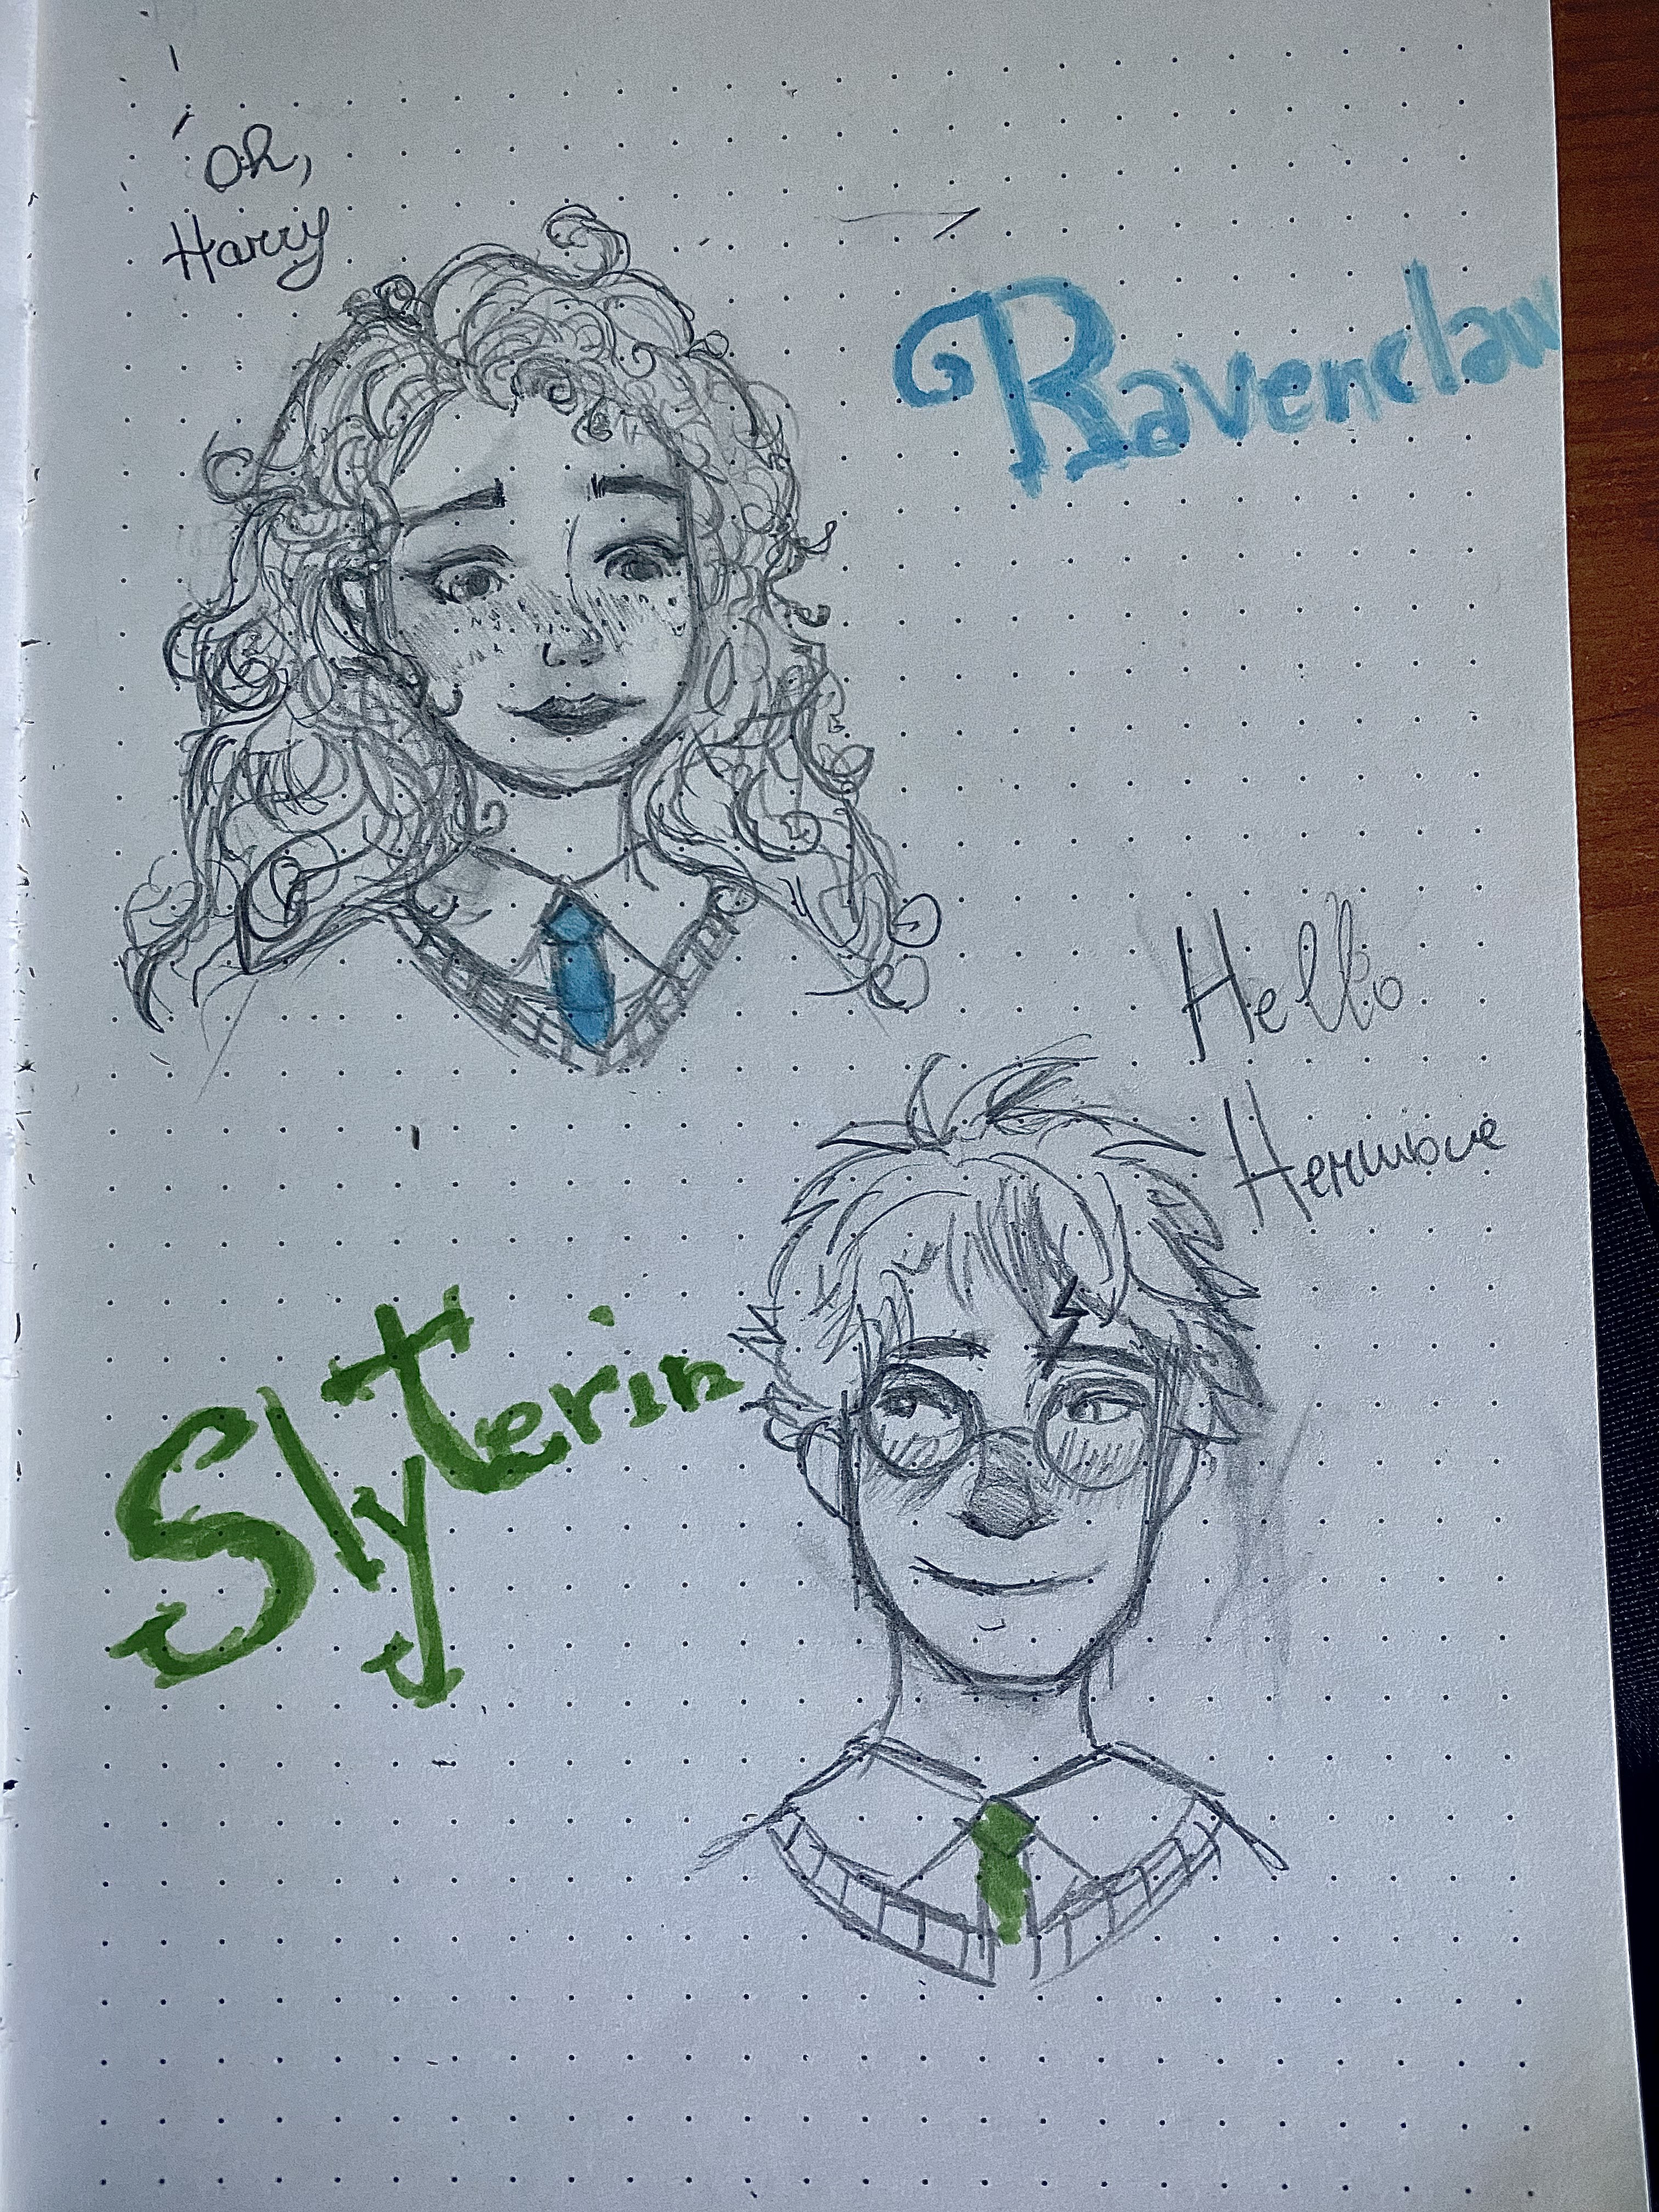 Oh,
Harry
Ravenclaw
Hello
Hermione
Slyterin